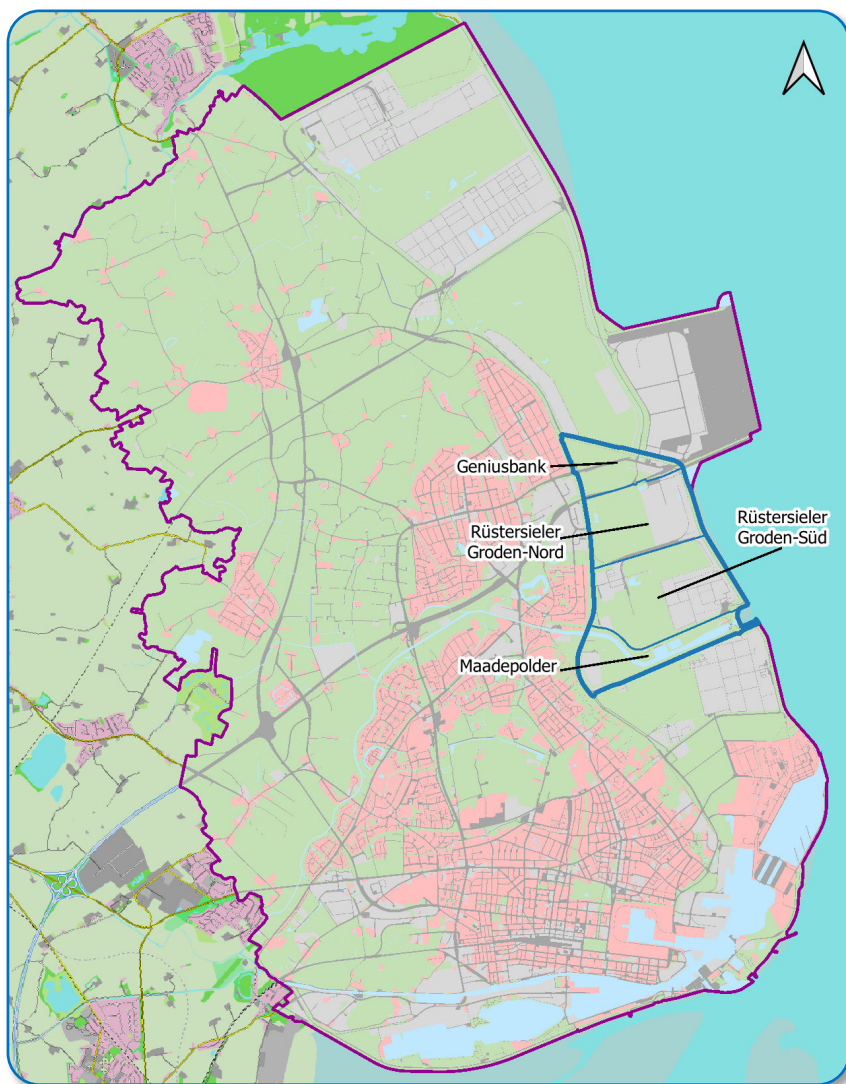 Geniusbank
Rüstersieler
Groden-Nord
Rüstersieler
Groden-Süd
Maadepolder